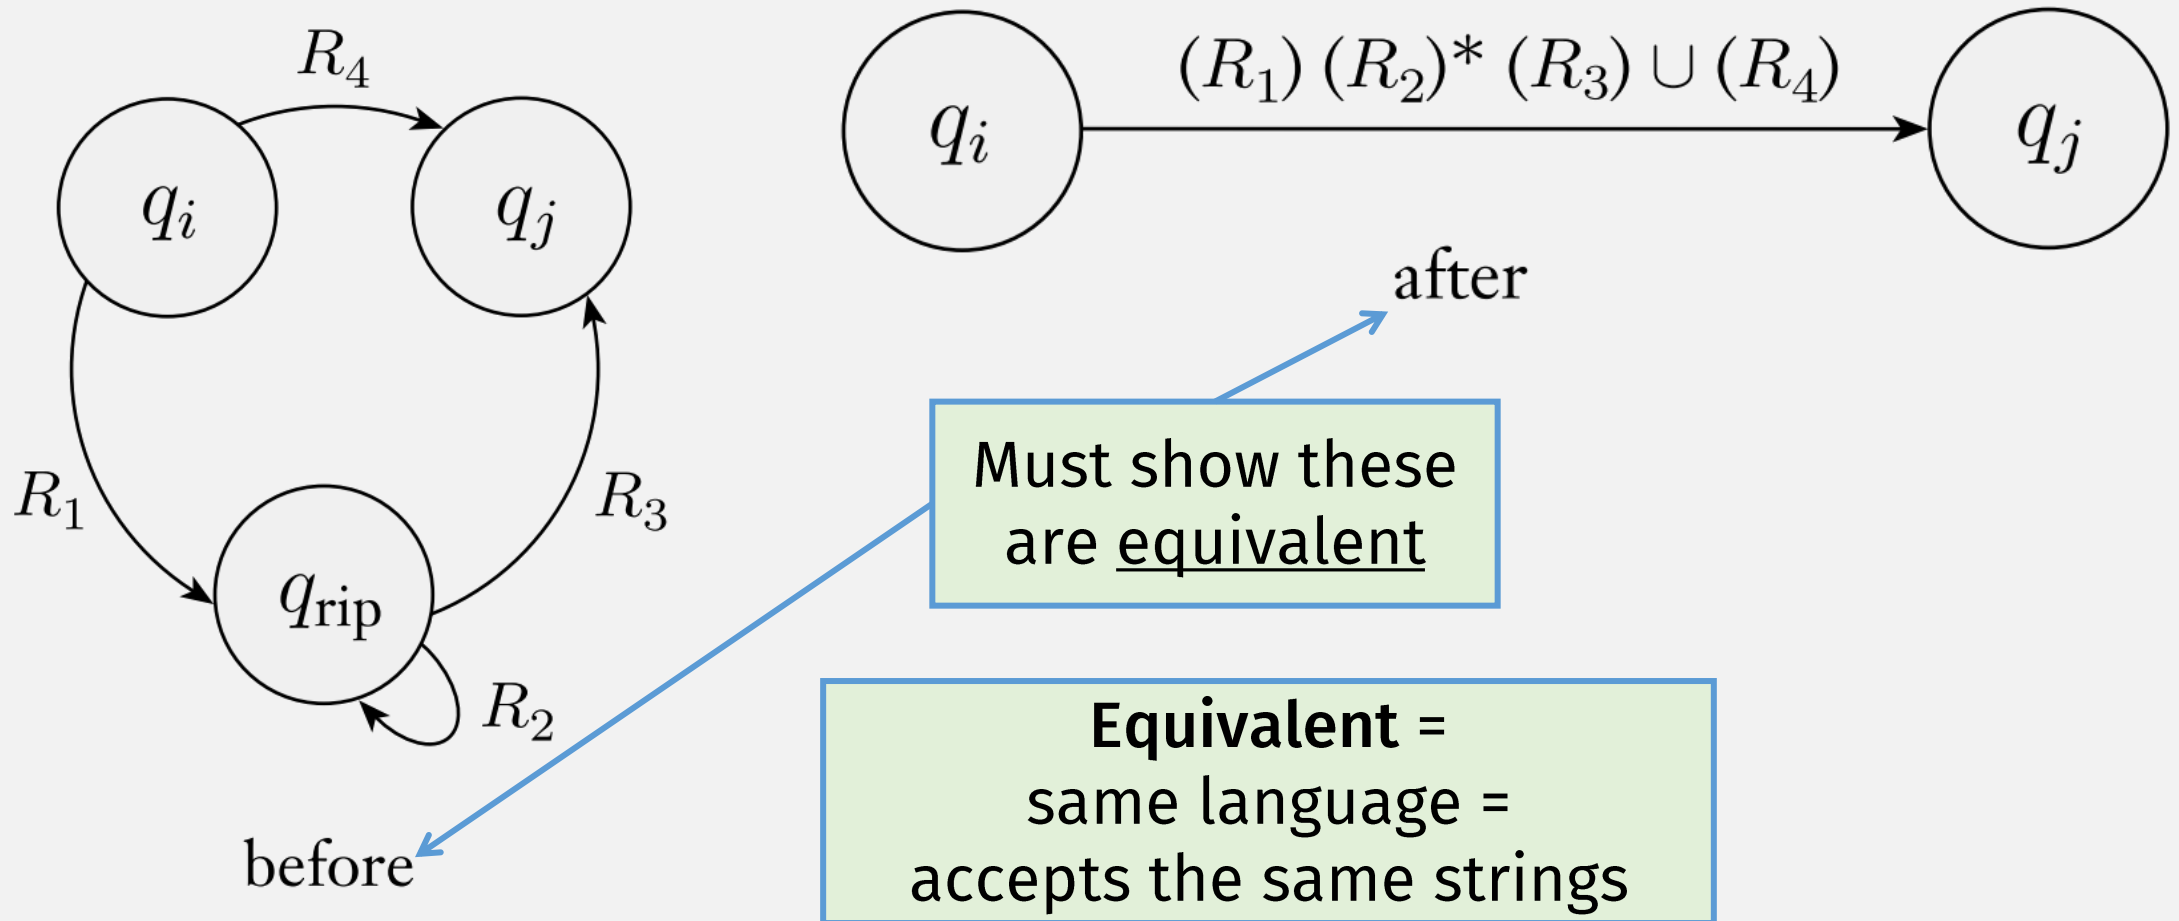 R₄
qᵢ
qⱼ
R₁
R₃
q_rip
R₂
before
(R₁) (R₂)* (R₃) ∪ (R₄)
qᵢ
qⱼ
after
Must show these
are equivalent
Equivalent =
same language =
accepts the same strings